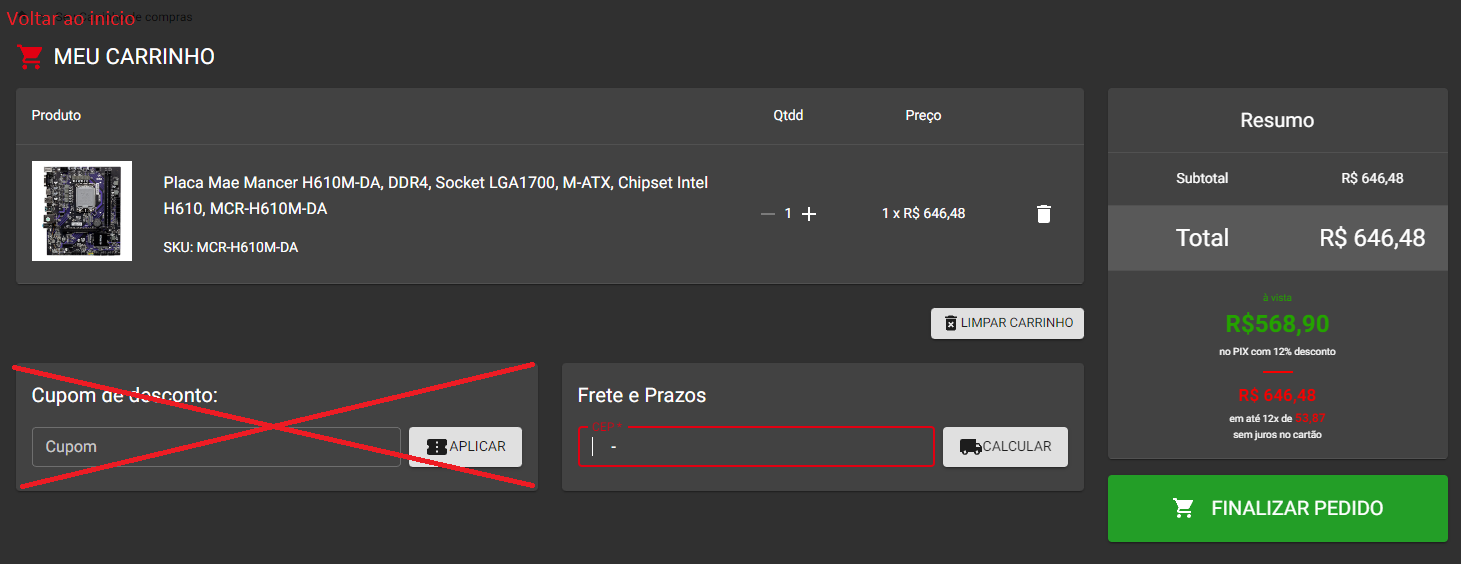 Voltar ao inicio de compras
MEU CARRINHO
Produto Qtdd Preço
Placa Mae Mancer H610M-DA, DDR4, Socket LGA1700, M-ATX, Chipset Intel
H610, MCR-H610M-DA
SKU: MCR-H610M-DA
1
1 x R$ 646,48
LIMPAR CARRINHO
Cupom de desconto:
Cupom
APLICAR
Frete e Prazos
CEP *
-
CALCULAR
Resumo
Subtotal R$ 646,48
Total R$ 646,48
à vista
R$568,90
no PIX com 12% desconto
R$ 646,48
em até 12x de 53,87
sem juros no cartão
FINALIZAR PEDIDO